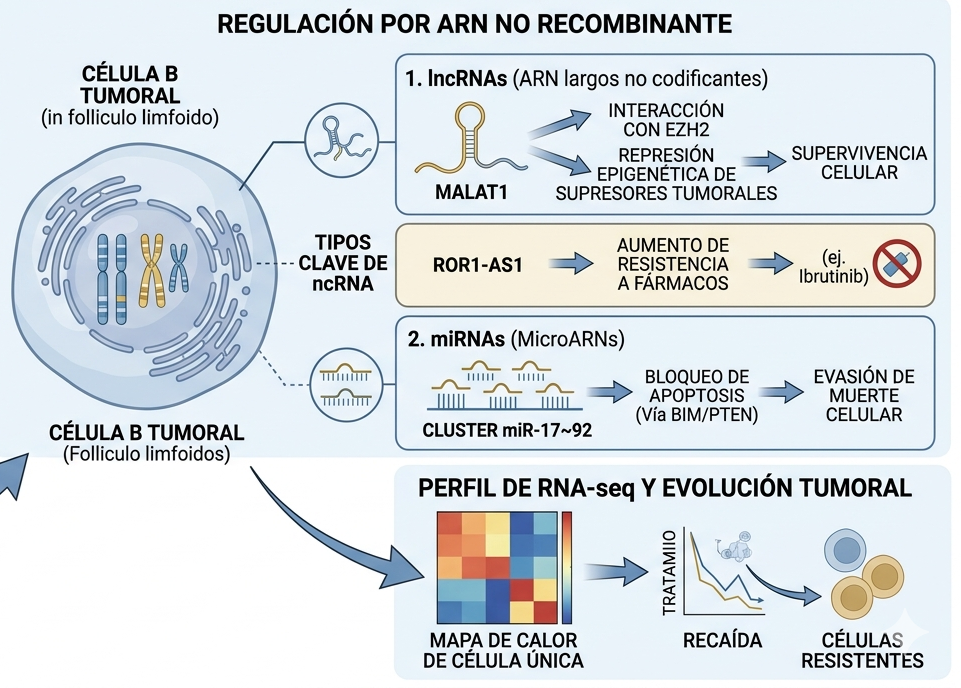 REGULACIÓN POR ARN NO RECOMBINANTE
CÉLULA B
TUMORAL
(in folliculo limfoido)
1. lncRNAs (ARN largos no codificantes)
MALAT1
INTERACCIÓN
CON EZH2
REPRESIÓN
EPIGENÉTICA DE
SUPRESORES TUMORALES
SUPERVIVENCIA
CELULAR
TIPOS
CLAVE DE
ncRNA
ROR1-AS1
AUMENTO DE
RESISTENCIA
A FÁRMACOS
(ej.
Ibrutinib)
2. miRNAs (MicroARNs)
CLUSTER miR-17~92
BLOQUEO DE
APOPTOSIS
(Vía BIM/PTEN)
EVASIÓN DE
MUERTE
CELULAR
CÉLULA B TUMORAL
(Folliculo limfoidos)
PERFIL DE RNA-seq Y EVOLUCIÓN TUMORAL
MAPA DE CALOR
DE CÉLULA ÚNICA
TRATAMIIO
RECAÍDA
CÉLULAS
RESISTENTES